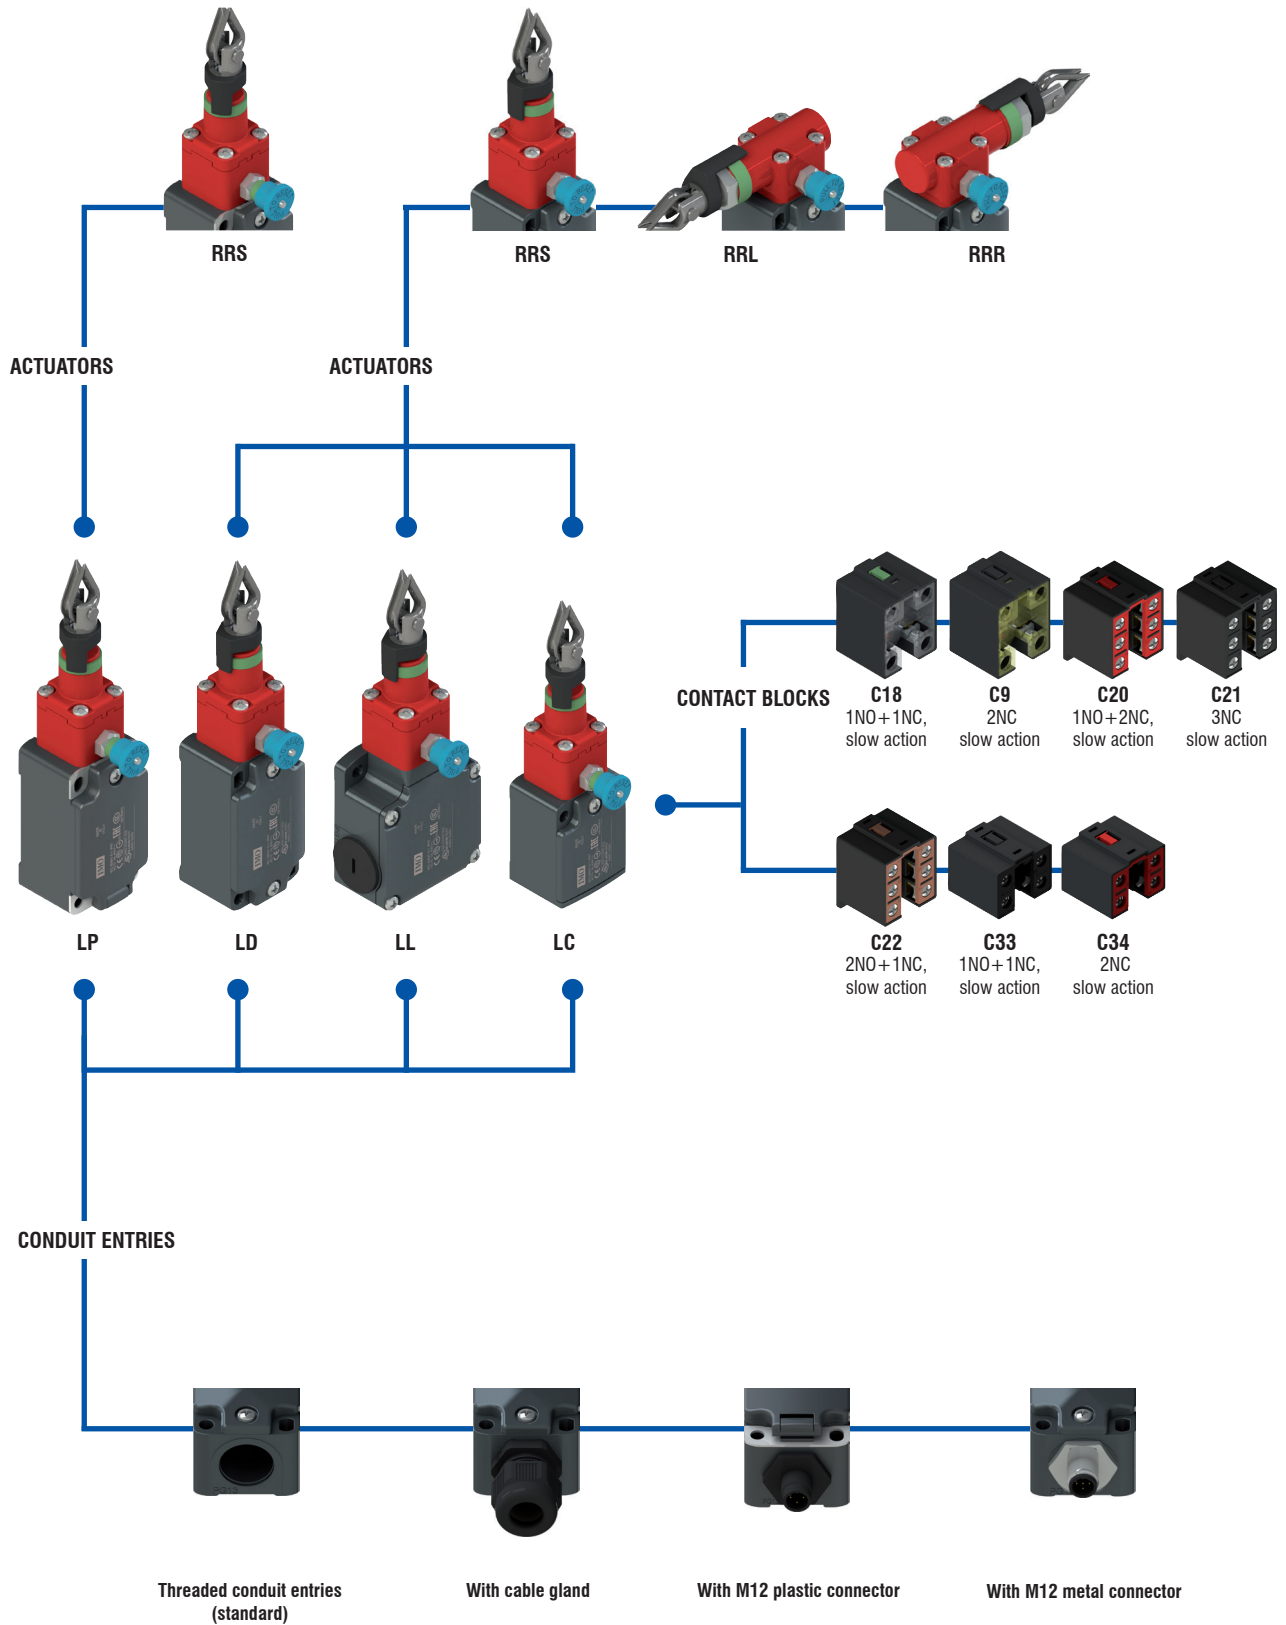 RRS
RRS
RRL
RRR
ACTUATORS
ACTUATORS
CONTACT BLOCKS
C18
1NO+1NC,
slow action
C9
2NC
slow action
C20
1NO+2NC,
slow action
C21
3NC
slow action
C22
2NO+1NC,
slow action
C33
1NO+1NC,
slow action
C34
2NC
slow action
LP
LD
LL
LC
CONDUIT ENTRIES
Threaded conduit entries
(standard)
With cable gland
With M12 plastic connector
With M12 metal connector